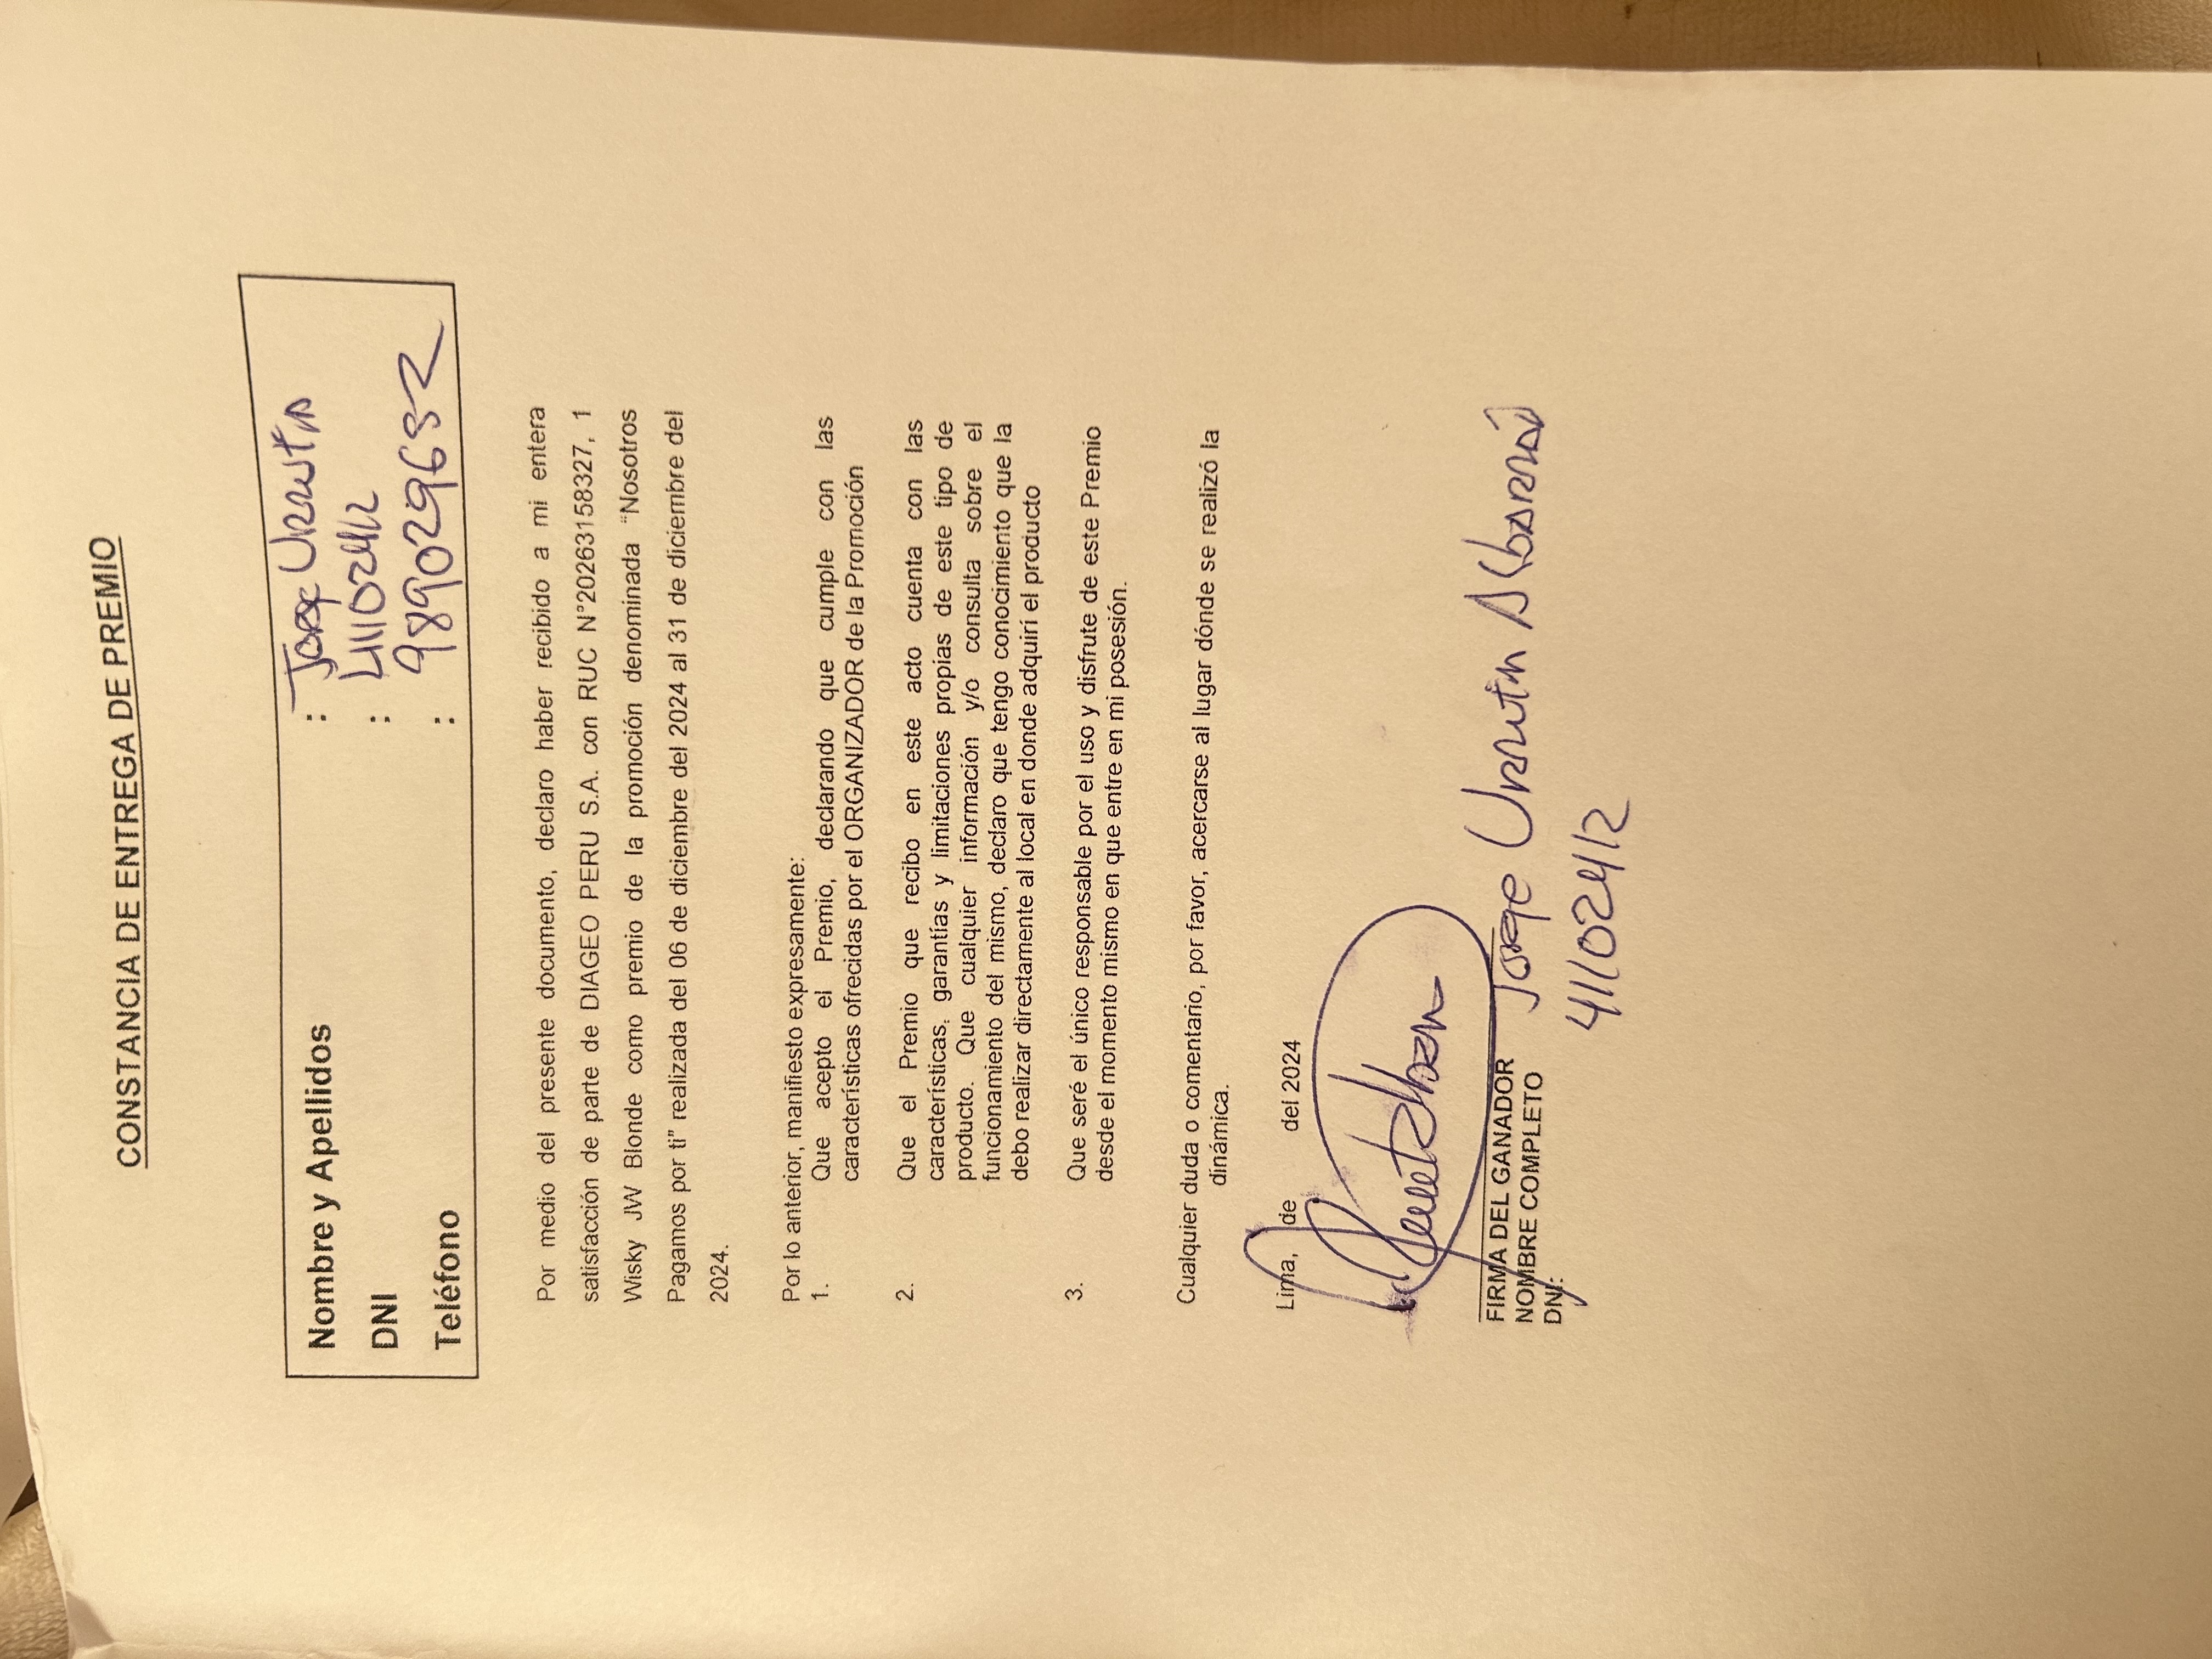 CONSTANCIA DE ENTREGA DE PREMIO
Nombre y Apellidos : Jorge Urrutia
DNI : 41102412
Teléfono : 989029652
Por medio del presente documento, declaro haber recibido a mi entera
satisfacción de parte de DIAGEO PERU S.A. con RUC N°20263158327, 1
Wisky JW Blonde como premio de la promoción denominada “Nosotros
Pagamos por ti” realizada del 06 de diciembre del 2024 al 31 de diciembre del
2024.
Por lo anterior, manifiesto expresamente:
1. Que acepto el Premio, declarando que cumple con las
características ofrecidas por el ORGANIZADOR de la Promoción
2. Que el Premio que recibo en este acto cuenta con las
características, garantías y limitaciones propias de este tipo de
producto. Que cualquier información y/o consulta sobre el
funcionamiento del mismo, declaro que tengo conocimiento que la
debo realizar directamente al local en donde adquirí el producto
3. Que seré el único responsable por el uso y disfrute de este Premio
desde el momento mismo en que entre en mi posesión.
Cualquier duda o comentario, por favor, acercarse al lugar dónde se realizó la
dinámica.
Lima, de del 2024
FIRMA DEL GANADOR
NOMBRE COMPLETO Jorge Urrutia Albarrá
DNI: 41102412